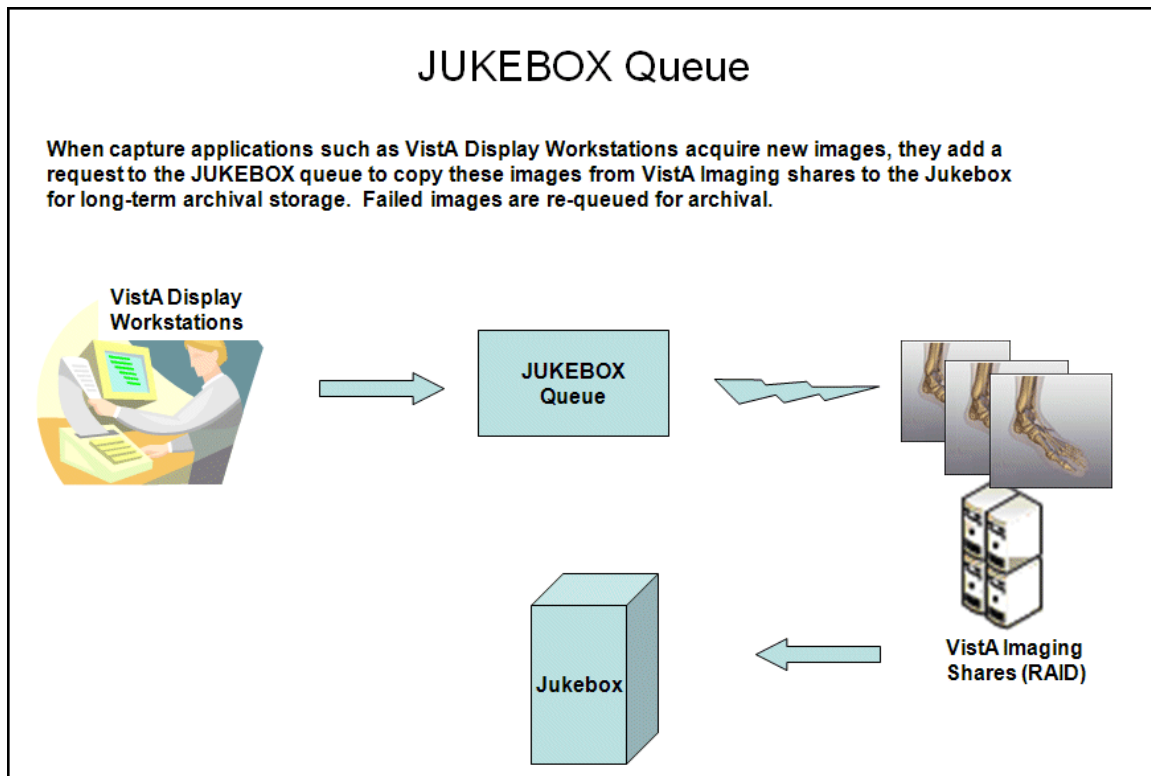 JUKEBOX Queue
When capture applications such as VistA Display Workstations acquire new images, they add a
request to the JUKEBOX queue to copy these images from VistA Imaging shares to the Jukebox
for long-term archival storage.  Failed images are re-queued for archival.
VistA Display
Workstations
JUKEBOX
Queue
Jukebox
VistA Imaging
Shares (RAID)